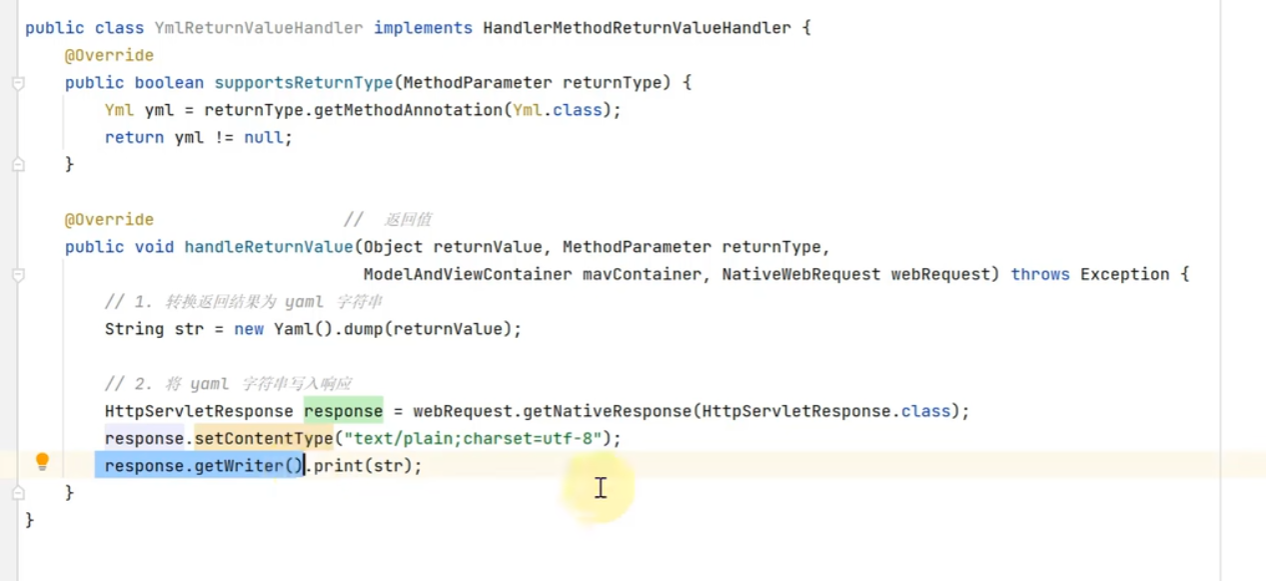 public class YmlReturnValueHandler implements HandlerMethodReturnValueHandler {
@Override
public boolean supportsReturnType(MethodParameter returnType) {
Yml yml = returnType.getMethodAnnotation(Yml.class);
return yml != null;
}
@Override // 返回值
public void handleReturnValue(Object returnValue, MethodParameter returnType,
ModelAndViewContainer mavContainer, NativeWebRequest webRequest) throws Exception {
// 1. 转换返回结果为 yaml 字符串
String str = new Yaml().dump(returnValue);
// 2. 将 yaml 字符串写入响应
HttpServletResponse response = webRequest.getNativeResponse(HttpServletResponse.class);
response.setContentType("text/plain;charset=utf-8");
response.getWriter().print(str);
}
}